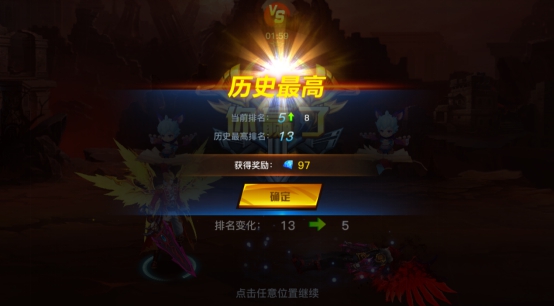 VS
01:59
历史最高
当前排名: 5 8
历史最高排名: 13
获得奖励: 97
确定
排名变化: 13 5
点击任意位置继续